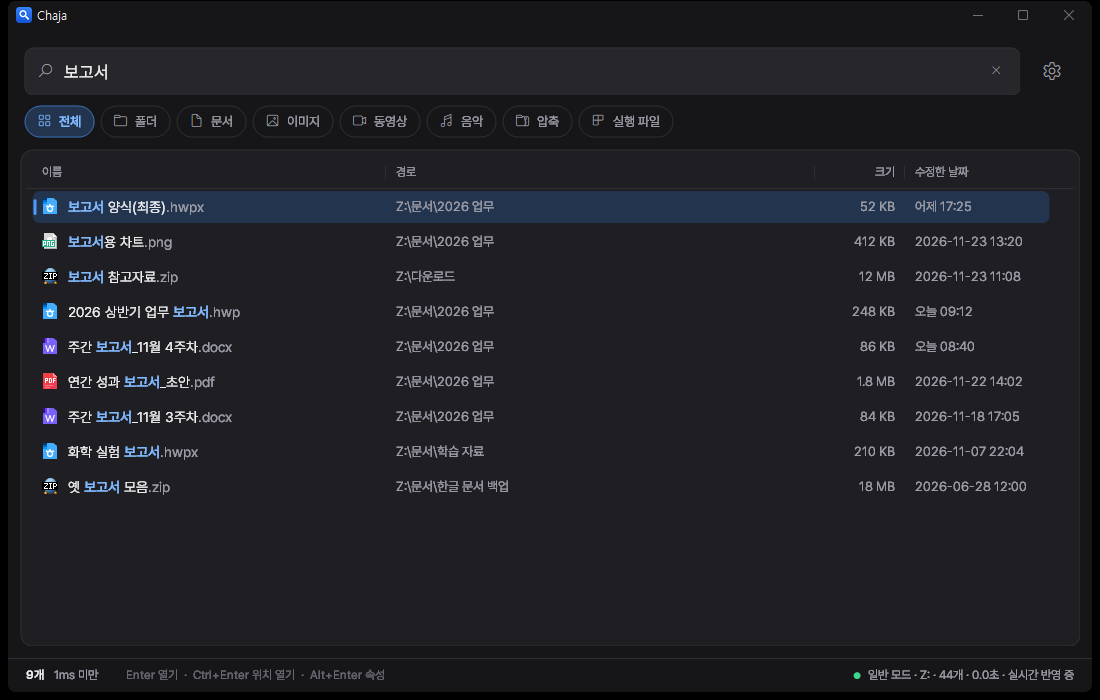 Chaja
보고서
전체 폴더 문서 이미지 동영상 음악 압축 실행 파일
이름 경로 크기 수정한 날짜
보고서 양식(최종).hwpx Z:\문서\2026 업무 52 KB 어제 17:25
PNG 보고서용 차트.png Z:\문서\2026 업무 412 KB 2026-11-23 13:20
ZIP 보고서 참고자료.zip Z:\다운로드 12 MB 2026-11-23 11:08
2026 상반기 업무 보고서.hwp Z:\문서\2026 업무 248 KB 오늘 09:12
W 주간 보고서_11월 4주차.docx Z:\문서\2026 업무 86 KB 오늘 08:40
PDF 연간 성과 보고서_초안.pdf Z:\문서\2026 업무 1.8 MB 2026-11-22 14:02
W 주간 보고서_11월 3주차.docx Z:\문서\2026 업무 84 KB 2026-11-18 17:05
화학 실험 보고서.hwpx Z:\문서\학습 자료 210 KB 2026-11-07 22:04
ZIP 옛 보고서 모음.zip Z:\문서\한글 문서 백업 18 MB 2026-06-28 12:00
9개 1ms 미만 Enter 열기 · Ctrl+Enter 위치 열기 · Alt+Enter 속성 일반 모드 · Z: · 44개 · 0.0초 · 실시간 반영 중